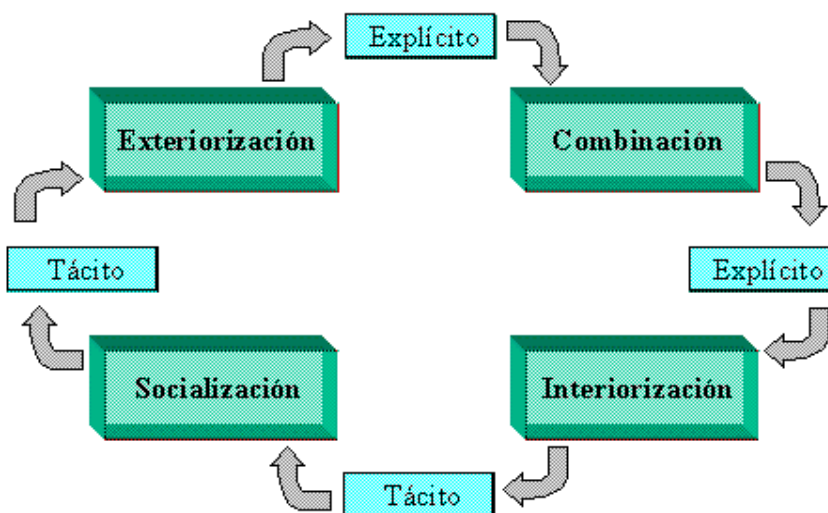 Explícito
Exteriorización
Combinación
Tácito
Explícito
Socialización
Interiorización
Tácito